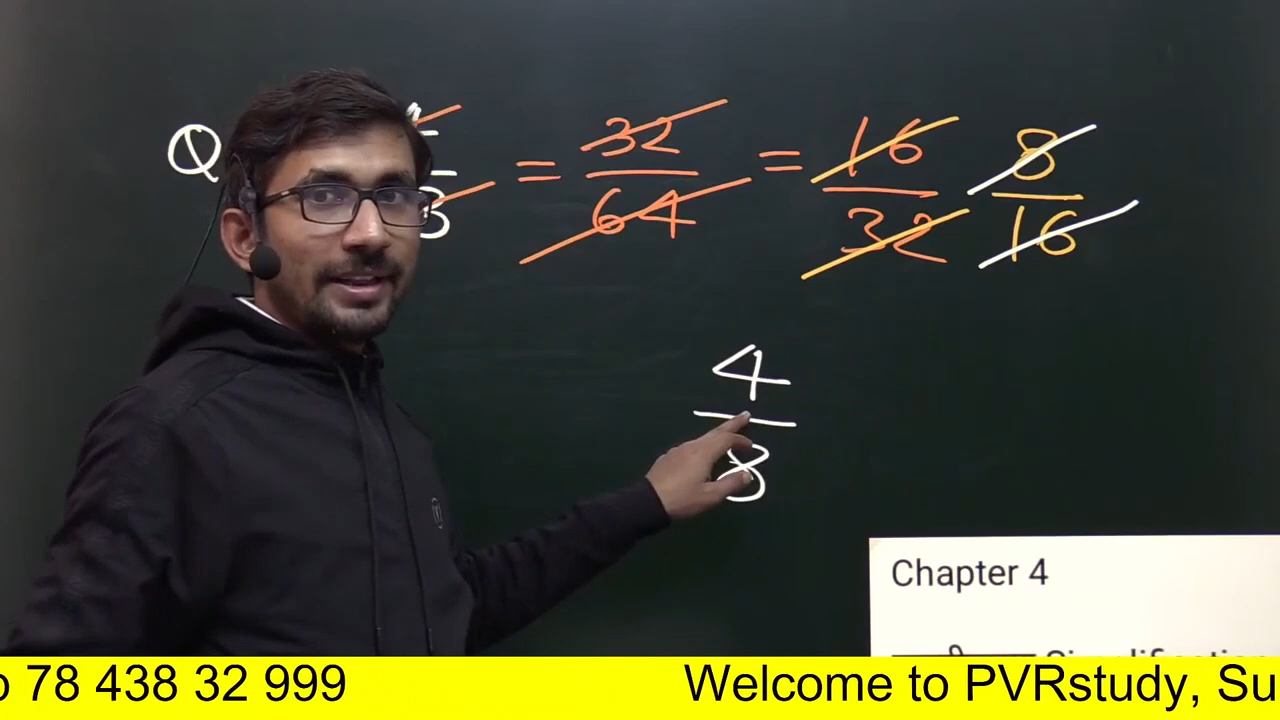 Q
= 32 = 16 8
64 32 16
4
8
Chapter 4
78 438 32 999 Welcome to PVRstudy, Su